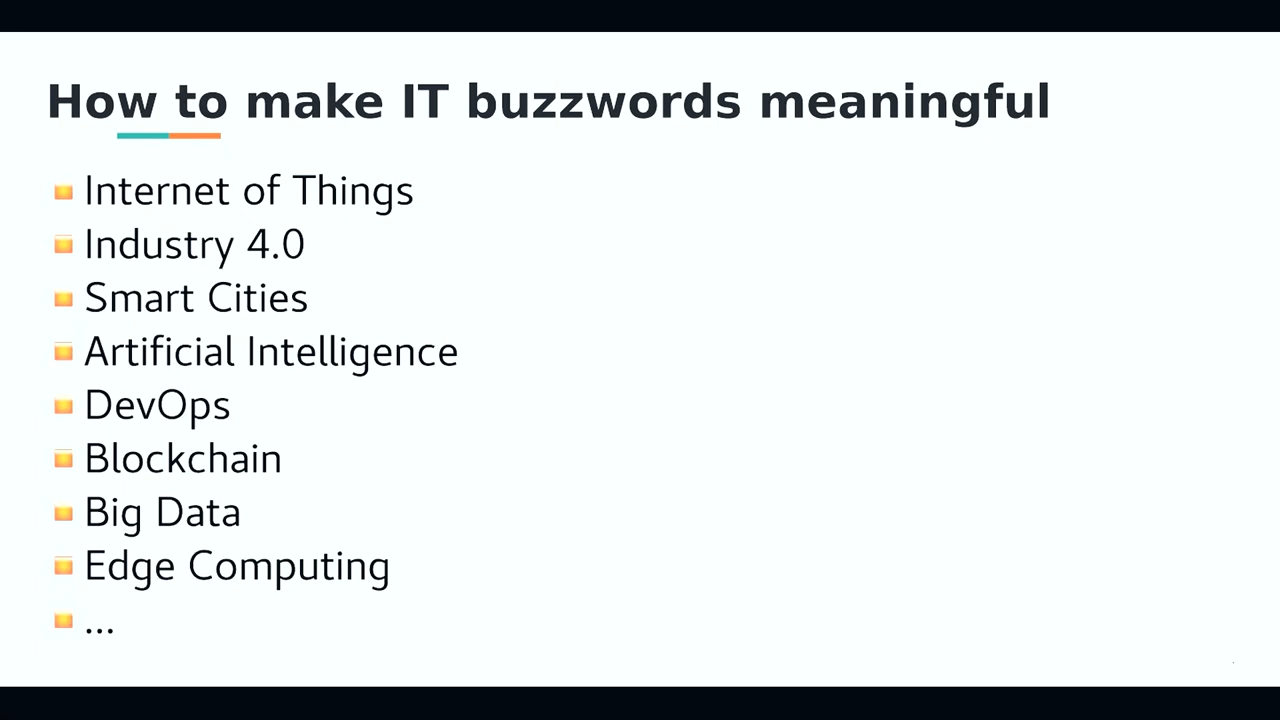 How to make IT buzzwords meaningful
Internet of Things
Industry 4.0
Smart Cities
Artificial Intelligence
DevOps
Blockchain
Big Data
Edge Computing
...